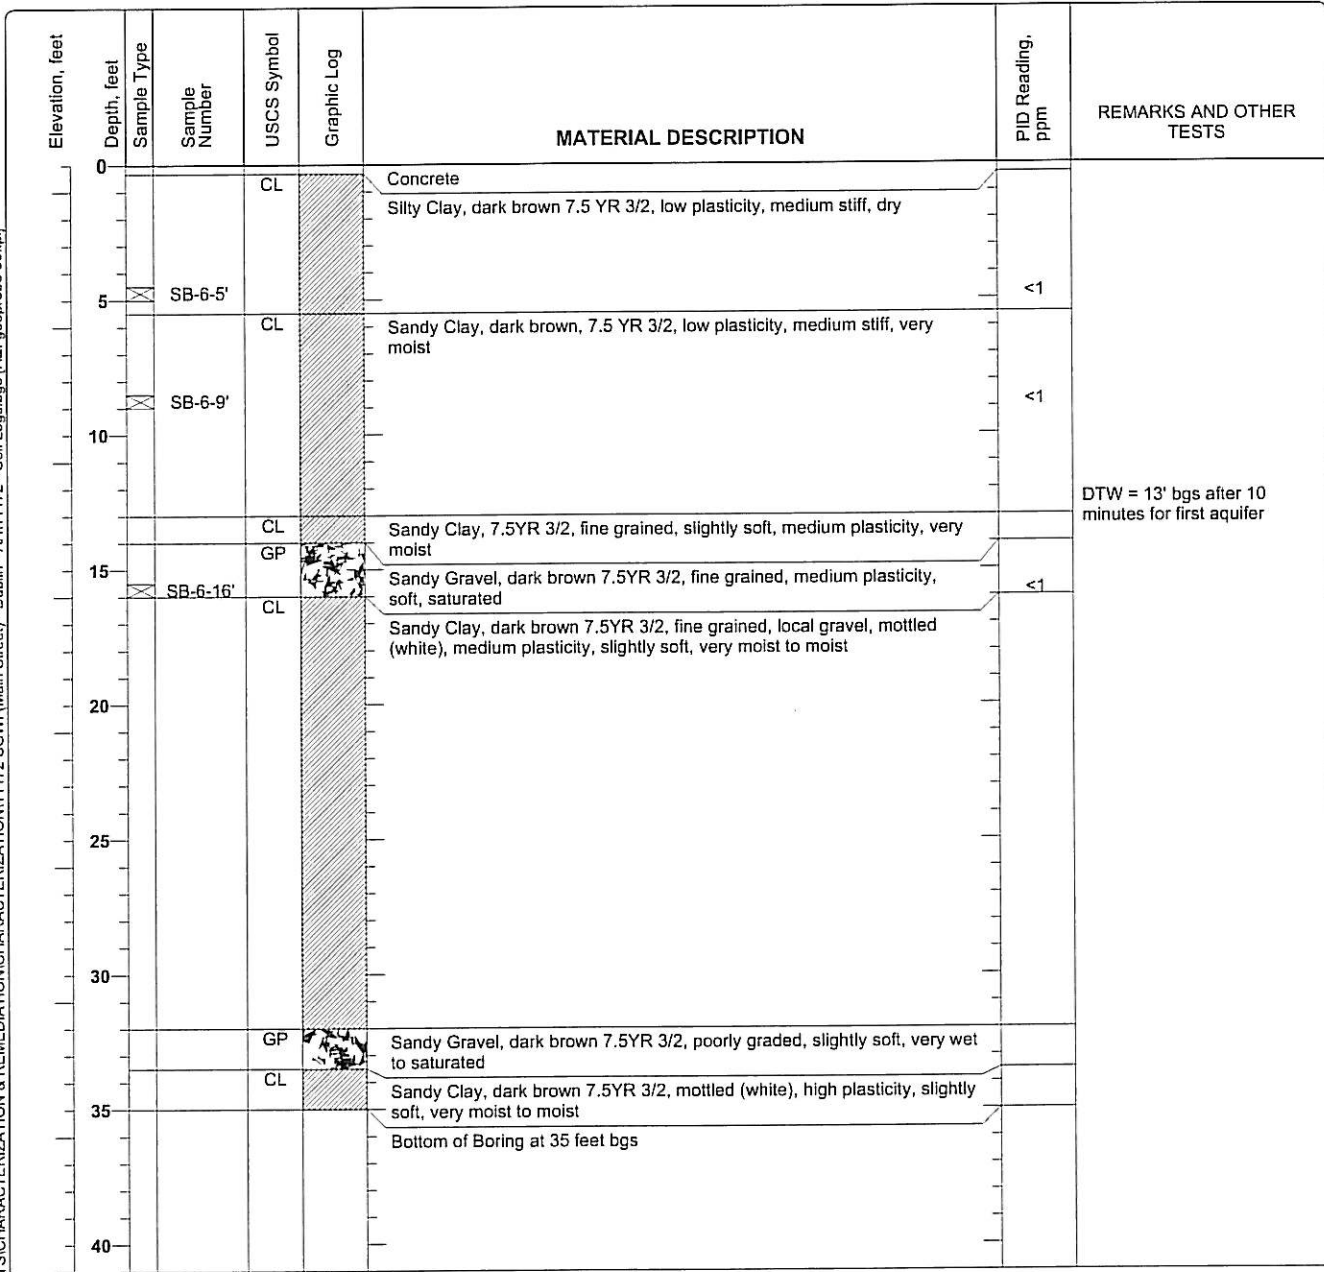 Elevation, feet
Depth, feet
Sample Type
Sample
Number
USCS Symbol
Graphic Log
MATERIAL DESCRIPTION
PID Reading,
ppm
REMARKS AND OTHER
TESTS
0
CL
Concrete
Silty Clay, dark brown 7.5 YR 3/2, low plasticity, medium stiff, dry
5
SB-6-5'
<1
CL
Sandy Clay, dark brown, 7.5 YR 3/2, low plasticity, medium stiff, very
moist
SB-6-9'
<1
10
DTW = 13' bgs after 10
minutes for first aquifer
CL
Sandy Clay, 7.5YR 3/2, fine grained, slightly soft, medium plasticity, very
moist
GP
15
Sandy Gravel, dark brown 7.5YR 3/2, fine grained, medium plasticity,
soft, saturated
SB-6-16'
<1
CL
Sandy Clay, dark brown 7.5YR 3/2, fine grained, local gravel, mottled
(white), medium plasticity, slightly soft, very moist to moist
20
25
30
GP
Sandy Gravel, dark brown 7.5YR 3/2, poorly graded, slightly soft, very wet
to saturated
CL
Sandy Clay, dark brown 7.5YR 3/2, mottled (white), high plasticity, slightly
soft, very moist to moist
35
Bottom of Boring at 35 feet bgs
40